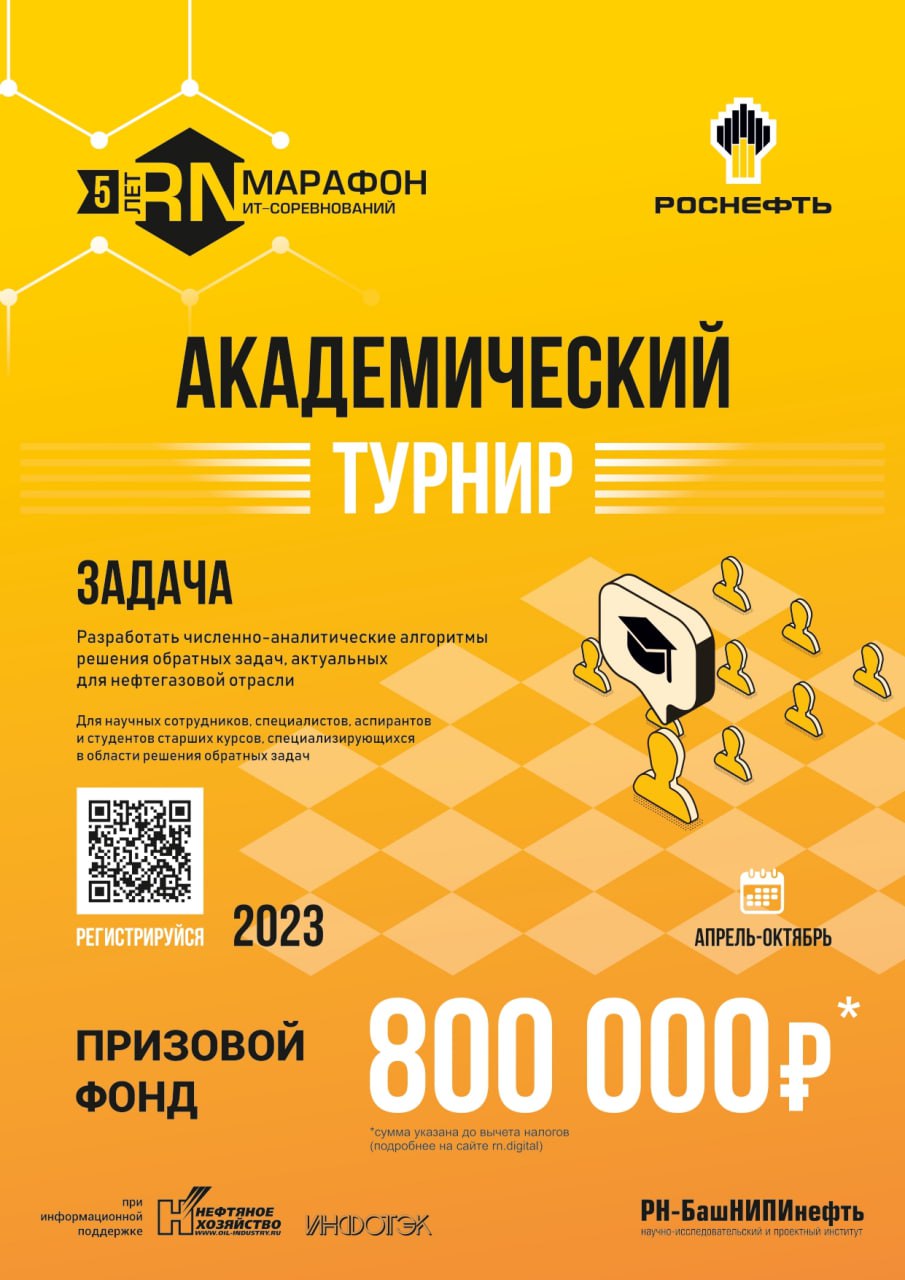 5 ЛЕТ RN МАРАФОН
ИТ-СОРЕВНОВАНИЙ
РОСНЕФТЬ
АКАДЕМИЧЕСКИЙ
ТУРНИР
ЗАДАЧА
Разработать численно-аналитические алгоритмы
решения обратных задач, актуальных
для нефтегазовой отрасли
Для научных сотрудников, специалистов, аспирантов
и студентов старших курсов, специализирующихся
в области решения обратных задач
РЕГИСТРИРУЙСЯ
2023
АПРЕЛЬ-ОКТЯБРЬ
ПРИЗОВОЙ
ФОНД
800 000₽*
*сумма указана до вычета налогов
(подробнее на сайте rn.digital)
при
информационной
поддержке
НЕФТЯНОЕ
ХОЗЯЙСТВО
WWW.OIL-INDUSTRY.RU
ИНФОТЭК
РН-БашНИПИнефть
научно-исследовательский и проектный институт